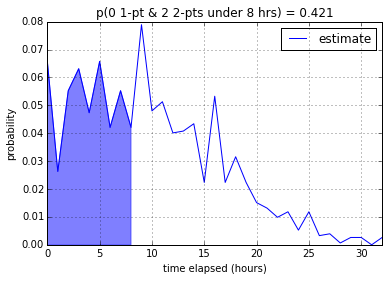 p(0 1-pt & 2 2-pts under 8 hrs) = 0.421
estimate
probability
0.08
0.07
0.06
0.05
0.04
0.03
0.02
0.01
0.00
0 5 10 15 20 25 30
time elapsed (hours)